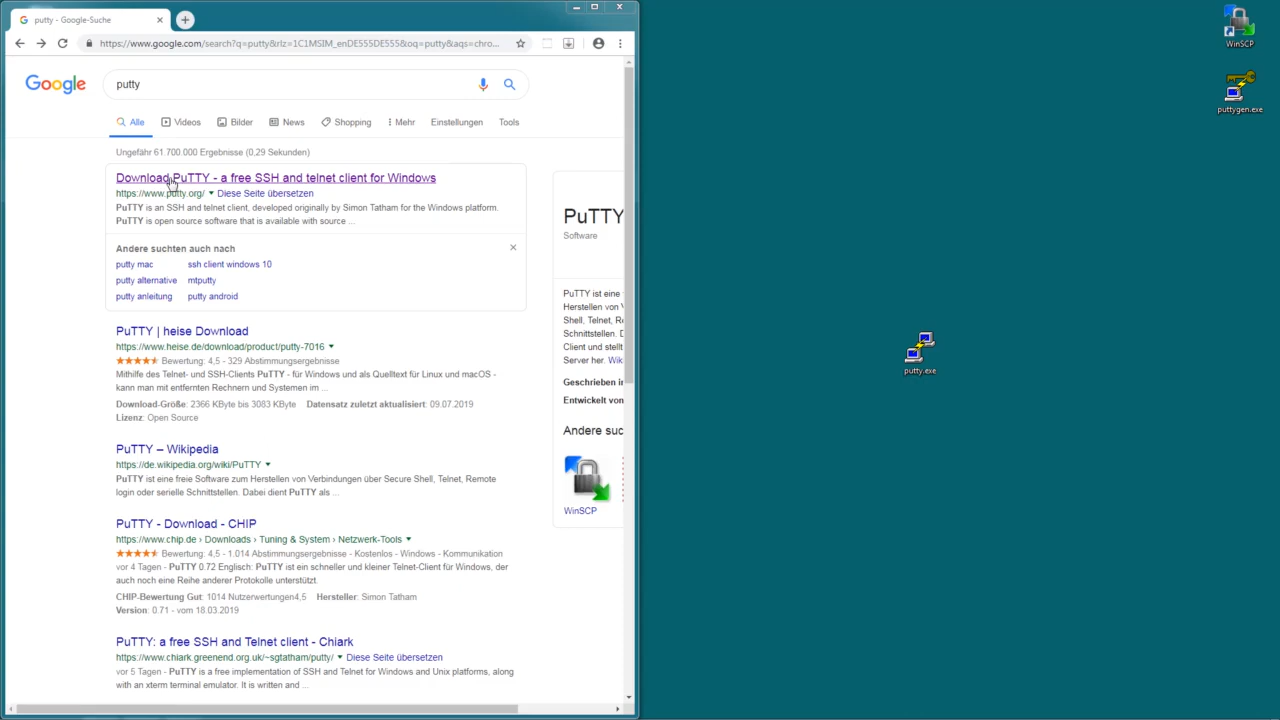 putty - Google-Suche
https://www.google.com/search?q=putty&rlz=1C1MSIM_enDE555DE555&oq=putty&aqs=chro...
Google
putty
Alle
Videos
Bilder
News
Shopping
Mehr
Einstellungen
Tools
Ungefähr 61.700.000 Ergebnisse (0,29 Sekunden)
Download PuTTY - a free SSH and telnet client for Windows
https://www.putty.org/ Diese Seite übersetzen
PuTTY is an SSH and telnet client, developed originally by Simon Tatham for the Windows platform.
PuTTY is open source software that is available with source ...
Andere suchten auch nach
putty mac ssh client windows 10
putty alternative mtputty
putty anleitung putty android
PuTTY | heise Download
https://www.heise.de/download/product/putty-7016
Bewertung: 4,5 - 329 Abstimmungsergebnisse
Mithilfe des Telnet- und SSH-Clients PuTTY - für Windows und als Quelltext für Linux und macOS -
kann man mit entfernten Rechnern und Systemen im ...
Download-Größe: 2366 KByte bis 3083 KByte Datensatz zuletzt aktualisiert: 09.07.2019
Lizenz: Open Source
PuTTY – Wikipedia
https://de.wikipedia.org/wiki/PuTTY
PuTTY ist eine freie Software zum Herstellen von Verbindungen über Secure Shell, Telnet, Remote
login oder serielle Schnittstellen. Dabei dient PuTTY als ...
PuTTY - Download - CHIP
https://www.chip.de › Downloads › Tuning & System › Netzwerk-Tools
Bewertung: 4,5 - 1.014 Abstimmungsergebnisse - Kostenlos - Windows - Kommunikation
vor 4 Tagen - PuTTY 0.72 Englisch: PuTTY ist ein schneller und kleiner Telnet-Client für Windows, der
auch noch eine Reihe anderer Protokolle unterstützt.
CHIP-Bewertung Gut: 1014 Nutzerwertungen4,5 Hersteller: Simon Tatham
Version: 0.71 - vom 18.03.2019
PuTTY: a free SSH and Telnet client - Chiark
https://www.chiark.greenend.org.uk/~sgtatham/putty/ Diese Seite übersetzen
vor 5 Tagen - PuTTY is a free implementation of SSH and Telnet for Windows and Unix platforms, along
with an xterm terminal emulator. It is written and ...
PuTTY
Software
PuTTY ist eine
Herstellen von
Shell, Telnet, R
Schnittstellen. D
Client und stellt
Server her. Wik
Geschrieben in
Entwickelt von
Andere suc
WinSCP
WinSCP
puttygen.exe
putty.exe